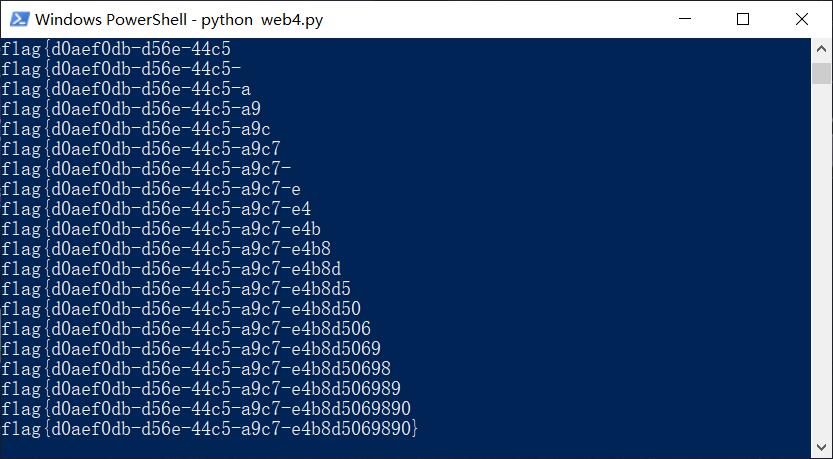 Windows PowerShell - python  web4.py
flag{d0aef0db-d56e-44c5
flag{d0aef0db-d56e-44c5-
flag{d0aef0db-d56e-44c5-a
flag{d0aef0db-d56e-44c5-a9
flag{d0aef0db-d56e-44c5-a9c
flag{d0aef0db-d56e-44c5-a9c7
flag{d0aef0db-d56e-44c5-a9c7-
flag{d0aef0db-d56e-44c5-a9c7-e
flag{d0aef0db-d56e-44c5-a9c7-e4
flag{d0aef0db-d56e-44c5-a9c7-e4b
flag{d0aef0db-d56e-44c5-a9c7-e4b8
flag{d0aef0db-d56e-44c5-a9c7-e4b8d
flag{d0aef0db-d56e-44c5-a9c7-e4b8d5
flag{d0aef0db-d56e-44c5-a9c7-e4b8d50
flag{d0aef0db-d56e-44c5-a9c7-e4b8d506
flag{d0aef0db-d56e-44c5-a9c7-e4b8d5069
flag{d0aef0db-d56e-44c5-a9c7-e4b8d50698
flag{d0aef0db-d56e-44c5-a9c7-e4b8d506989
flag{d0aef0db-d56e-44c5-a9c7-e4b8d5069890
flag{d0aef0db-d56e-44c5-a9c7-e4b8d5069890}